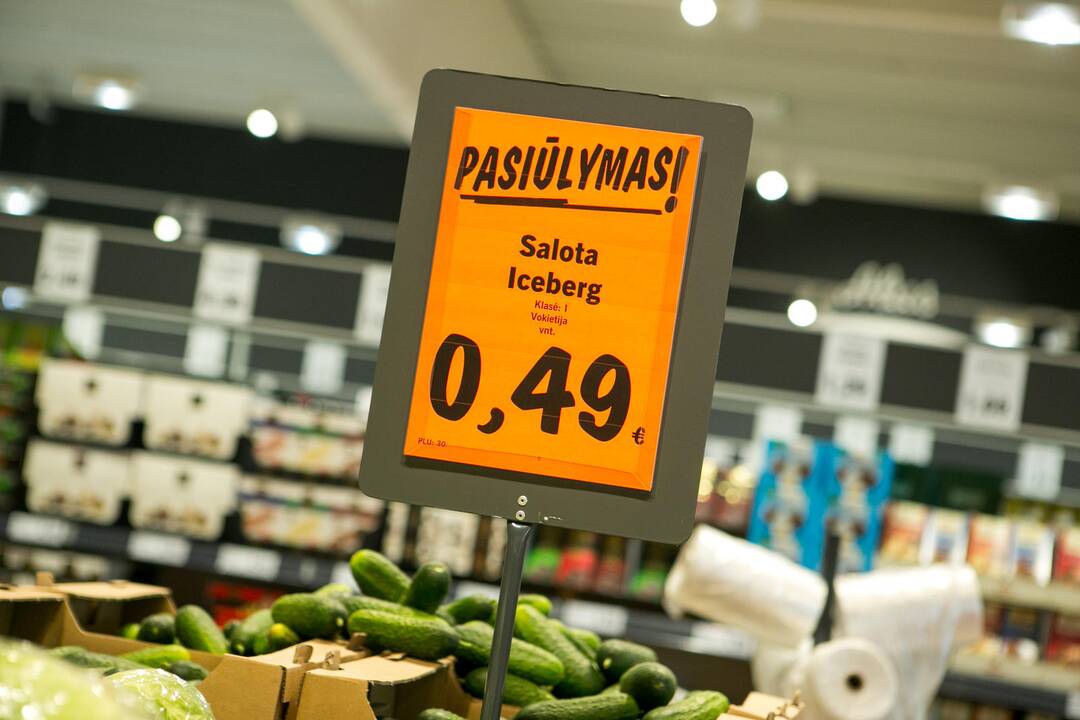 PASIŪLYMAS!
Salota
Iceberg
Klasė: I
Vokietija
vnt.
0,49 €
PLU: 30